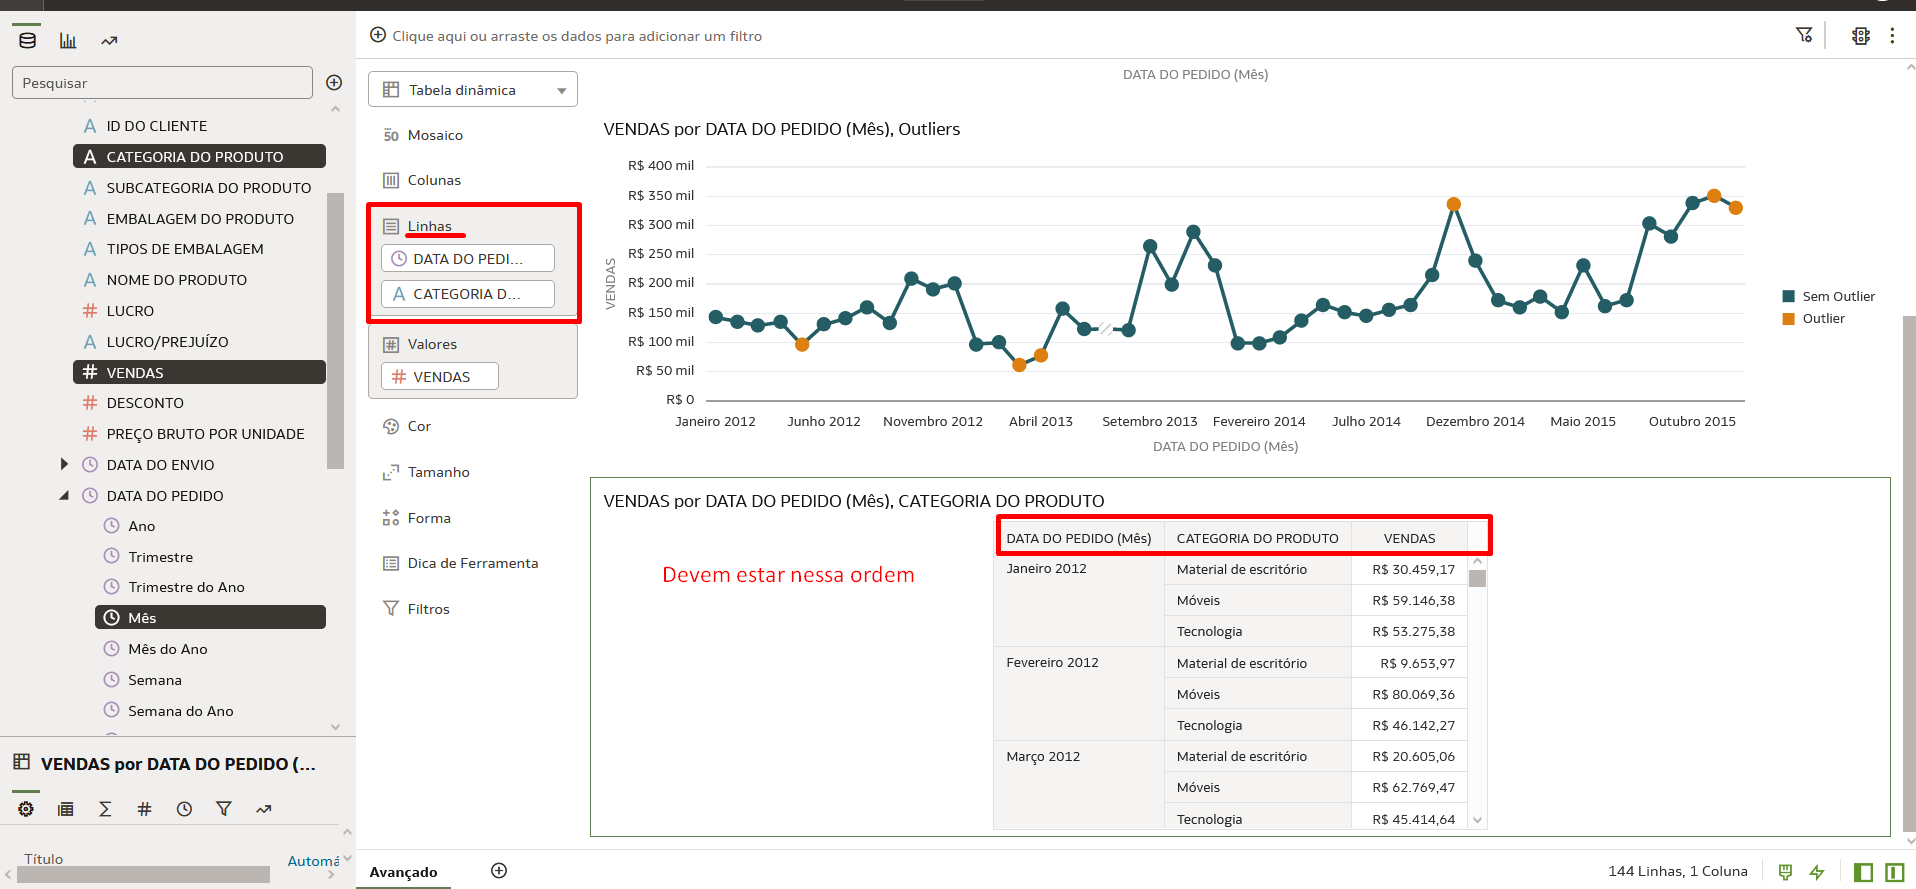 Clique aqui ou arraste os dados para adicionar um filtro
Pesquisar
ID DO CLIENTE
CATEGORIA DO PRODUTO
SUBCATEGORIA DO PRODUTO
EMBALAGEM DO PRODUTO
TIPOS DE EMBALAGEM
NOME DO PRODUTO
LUCRO
LUCRO/PREJUÍZO
VENDAS
DESCONTO
PREÇO BRUTO POR UNIDADE
DATA DO ENVIO
DATA DO PEDIDO
Ano
Trimestre
Trimestre do Ano
Mês
Mês do Ano
Semana
Semana do Ano
VENDAS por DATA DO PEDIDO (...
Título
Automá
Tabela dinâmica
50 Mosaico
Colunas
Linhas
DATA DO PEDI...
CATEGORIA D...
Valores
VENDAS
Cor
Tamanho
Forma
Dica de Ferramenta
Filtros
DATA DO PEDIDO (Mês)
VENDAS por DATA DO PEDIDO (Mês), Outliers
R$ 400 mil
R$ 350 mil
R$ 300 mil
R$ 250 mil
R$ 200 mil
R$ 150 mil
R$ 100 mil
R$ 50 mil
R$ 0
VENDAS
Janeiro 2012 Junho 2012 Novembro 2012 Abril 2013 Setembro 2013 Fevereiro 2014 Julho 2014 Dezembro 2014 Maio 2015 Outubro 2015
DATA DO PEDIDO (Mês)
Sem Outlier
Outlier
VENDAS por DATA DO PEDIDO (Mês), CATEGORIA DO PRODUTO
Devem estar nessa ordem
DATA DO PEDIDO (Mês) CATEGORIA DO PRODUTO VENDAS
Janeiro 2012 Material de escritório R$ 30.459,17
Móveis R$ 59.146,38
Tecnologia R$ 53.275,38
Fevereiro 2012 Material de escritório R$ 9.653,97
Móveis R$ 80.069,36
Tecnologia R$ 46.142,27
Março 2012 Material de escritório R$ 20.605,06
Móveis R$ 62.769,47
Tecnologia R$ 45.414,64
Avançado
144 Linhas, 1 Coluna